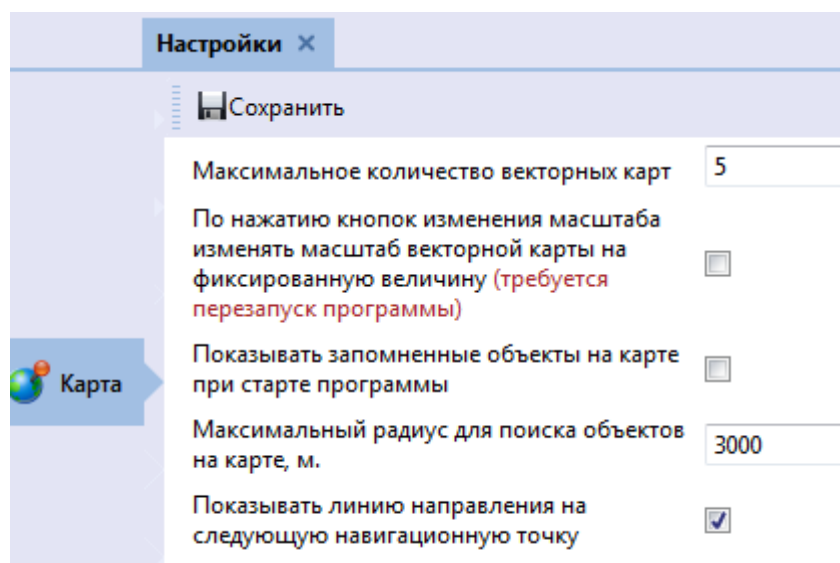 Настройки
Сохранить
Максимальное количество векторных карт
5
По нажатию кнопок изменения масштаба
изменять масштаб векторной карты на
фиксированную величину (требуется
перезапуск программы)
Показывать запомненные объекты на карте
при старте программы
Карта
Максимальный радиус для поиска объектов
на карте, м.
3000
Показывать линию направления на
следующую навигационную точку